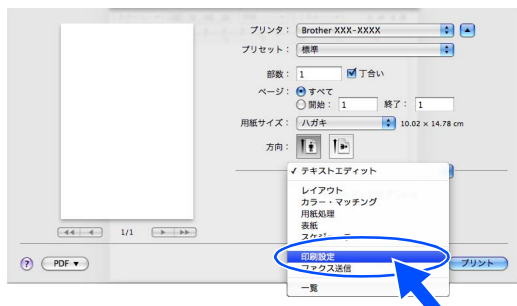 プリンタ： Brother XXX-XXXX
プリセット： 標準
部数： 1 丁合い
ページ： すべて
開始： 1 終了： 1
用紙サイズ： ハガキ 10.02 x 14.78 cm
方向：
✓ テキストエディット
レイアウト
カラー・マッチング
用紙処理
表紙
印刷設定
ファクス送信
一覧
1/1
? PDF ▼ プリント